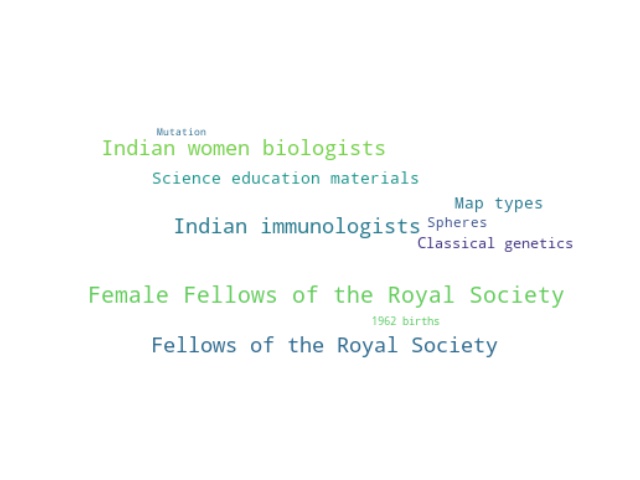 Mutation
Indian women biologists
Science education materials
Map types
Indian immunologists
Spheres
Classical genetics
Female Fellows of the Royal Society
1962 births
Fellows of the Royal Society